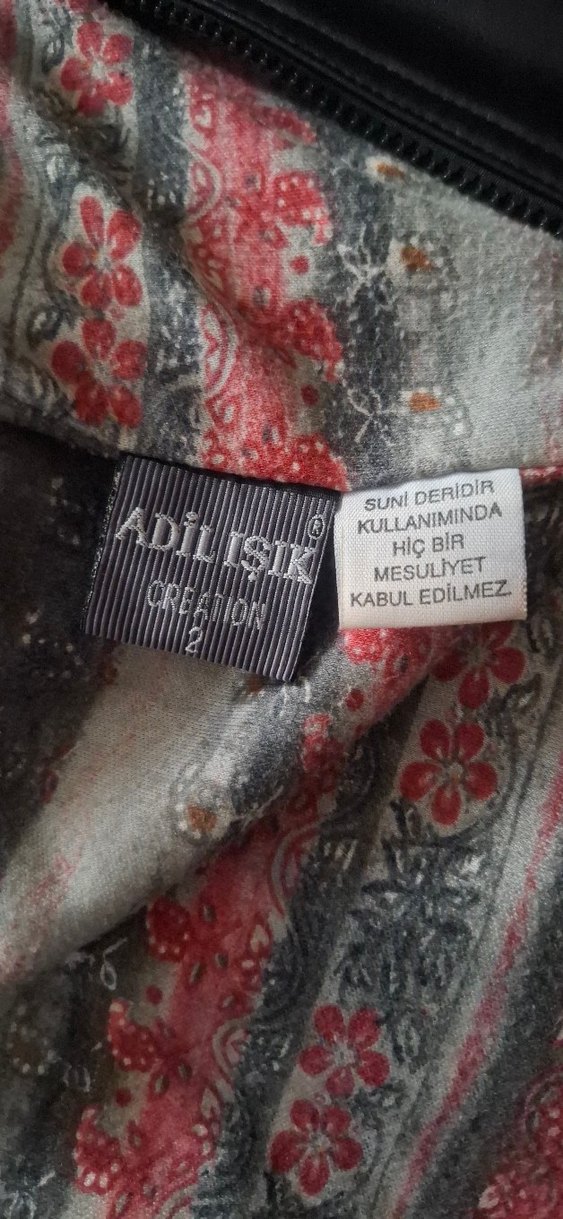 ADİL IŞIK®
CREATION
2
SUNİ DERİDİR
KULLANIMINDA
HİÇ BİR
MESULİYET
KABUL EDİLMEZ.